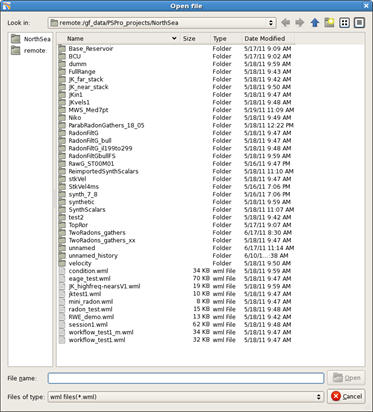 Open file
Look in: remote:/gf_data/PSPro_projects/NorthSea
NorthSea
remote:
Name Size Type Date Modified
Base_Reservoir Folder 5/17/11 9:09 AM
BCU Folder 5/17/11 9:02 AM
dumm Folder 5/18/11 9:59 AM
FullRange Folder 5/18/11 9:43 AM
JK_far_stack Folder 5/18/11 9:42 AM
JK_near_stack Folder 5/18/11 9:50 AM
JKin1 Folder 5/18/11 9:47 AM
JKvels1 Folder 5/18/11 9:48 AM
MWS_Med7pt Folder 5/19/11 11:09 AM
Niko Folder 5/18/11 9:49 AM
ParabRadonGathers_18_05 Folder 5/18/11 12:22 PM
RadonFiltG Folder 5/18/11 9:47 AM
RadonFiltG_bull Folder 5/18/11 9:47 AM
RadonFiltG_il199to299 Folder 5/18/11 9:48 AM
RadonFiltGbullFS Folder 5/18/11 9:59 AM
RawG_ST00M01 Folder 5/16/11 9:47 PM
ReimportedSynthScalars Folder 5/18/11 11:10 AM
stkVel Folder 5/18/11 9:47 AM
StkVel4ms Folder 5/16/11 7:06 PM
synth_7_8 Folder 5/16/11 7:06 PM
synthetic Folder 5/18/11 9:59 AM
SynthScalars Folder 5/18/11 11:07 AM
test2 Folder 5/18/11 9:42 AM
TopRor Folder 5/17/11 9:07 AM
TwoRadons_gathers Folder 6/17/11 8:30 AM
TwoRadons_gathers_xx Folder 5/18/11 9:47 AM
unnamed Folder 6/17/11 11:14 AM
unnamed_history Folder 6/10/1...:38 AM
velocity Folder 5/18/11 9:50 AM
condition.wml 34 KB wml File 5/18/11 9:59 AM
eage_test.wml 70 KB wml File 5/18/11 9:47 AM
JK_highfreq-nearsV1.wml 19 KB wml File 5/18/11 9:59 AM
jktest1.wml 10 KB wml File 5/18/11 9:47 AM
mini_radon.wml 8 KB wml File 5/18/11 9:47 AM
radon_test.wml 15 KB wml File 5/18/11 9:48 AM
RWE_demo.wml 13 KB wml File 5/18/11 9:42 AM
session1.wml 62 KB wml File 5/18/11 9:48 AM
workflow_test1_m.wml 34 KB wml File 5/18/11 9:42 AM
workflow_test1.wml 32 KB wml File 5/18/11 9:47 AM
File name: Open
Files of type: wml files(*.wml) Cancel